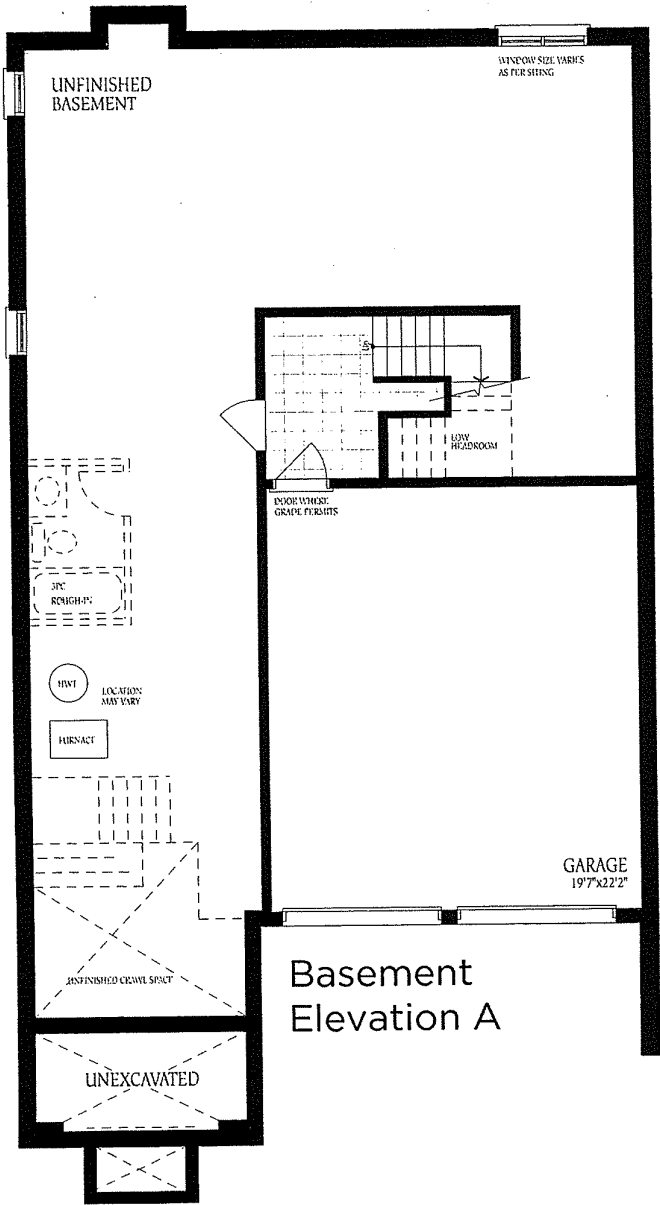 UNFINISHED
BASEMENT
WINDOW SIZE VARIES
AS PER SITING
UP
LOW
HEADROOM
DOOR WHERE
GRADE PERMITS
3PC
ROUGH-IN
HWT
LOCATION
MAY VARY
FURNACE
GARAGE
19'7"x22'2"
UNFINISHED CRAWL SPACE
Basement
Elevation A
UNEXCAVATED